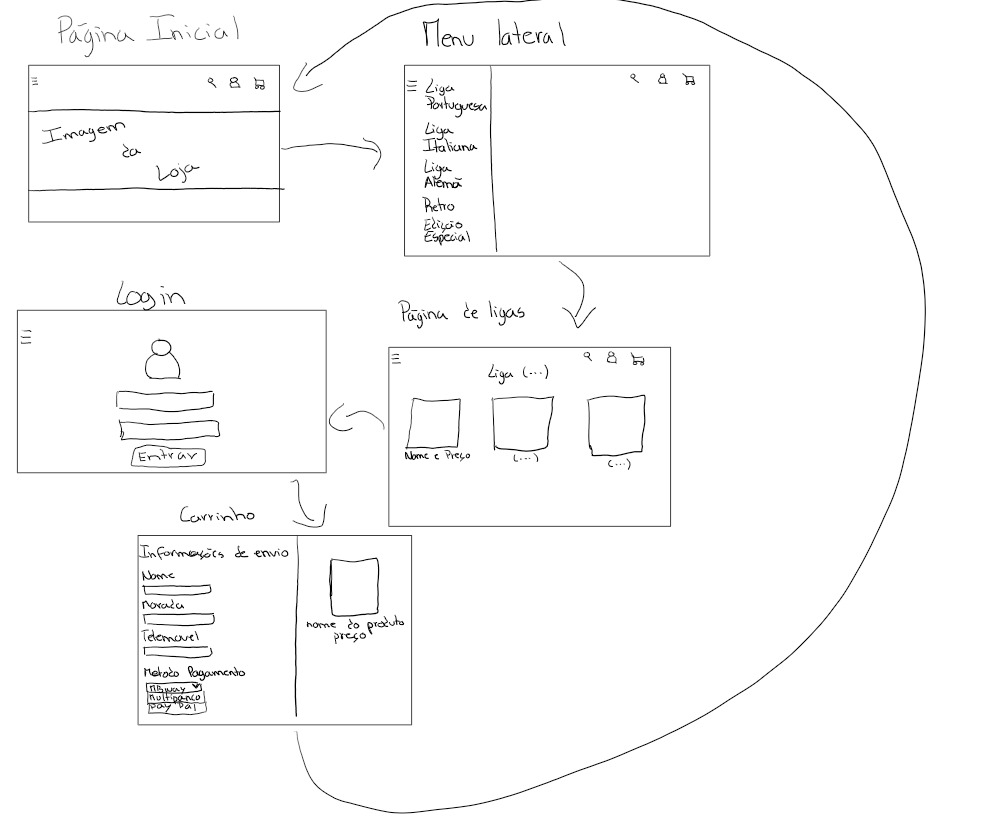 Página Inicial
Imagem
da
Loja
Menu lateral
Liga
Portuguesa
Liga
Italiana
Liga
Alemã
Retro
Edição
Especial
Página de ligas
Liga (...)
Nome e Preço
(...)
(...)
Login
Entrar
Carrinho
Informações de envio
Nome
Morada
Telemovel
Metodo Pagamento
MBway
Multibanco
Pay Pal
nome do produto
preço